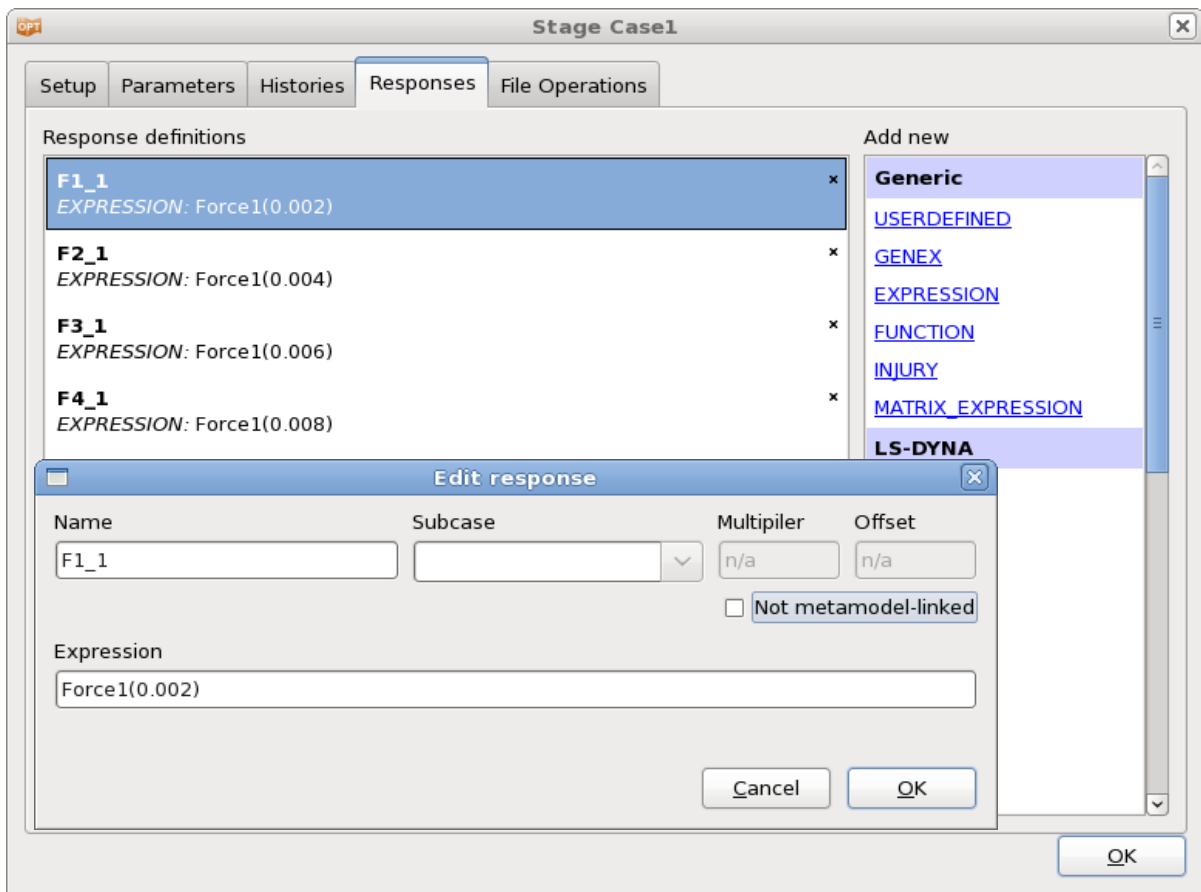 OPT
Stage Case1
Setup
Parameters
Histories
Responses
File Operations
Response definitions
F1_1
EXPRESSION: Force1(0.002)
F2_1
EXPRESSION: Force1(0.004)
F3_1
EXPRESSION: Force1(0.006)
F4_1
EXPRESSION: Force1(0.008)
Add new
Generic
USERDEFINED
GENEX
EXPRESSION
FUNCTION
INJURY
MATRIX_EXPRESSION
LS-DYNA
Edit response
Name
Subcase
Multipiler
Offset
F1_1
n/a
n/a
Not metamodel-linked
Expression
Force1(0.002)
Cancel
OK
OK